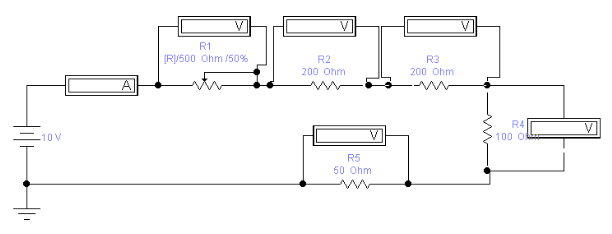 V
V
V
R1
[R]/500 Ohm /50%
R2
200 Ohm
R3
200 Ohm
A
10 V
V
R4
100 Ohm
V
R5
50 Ohm